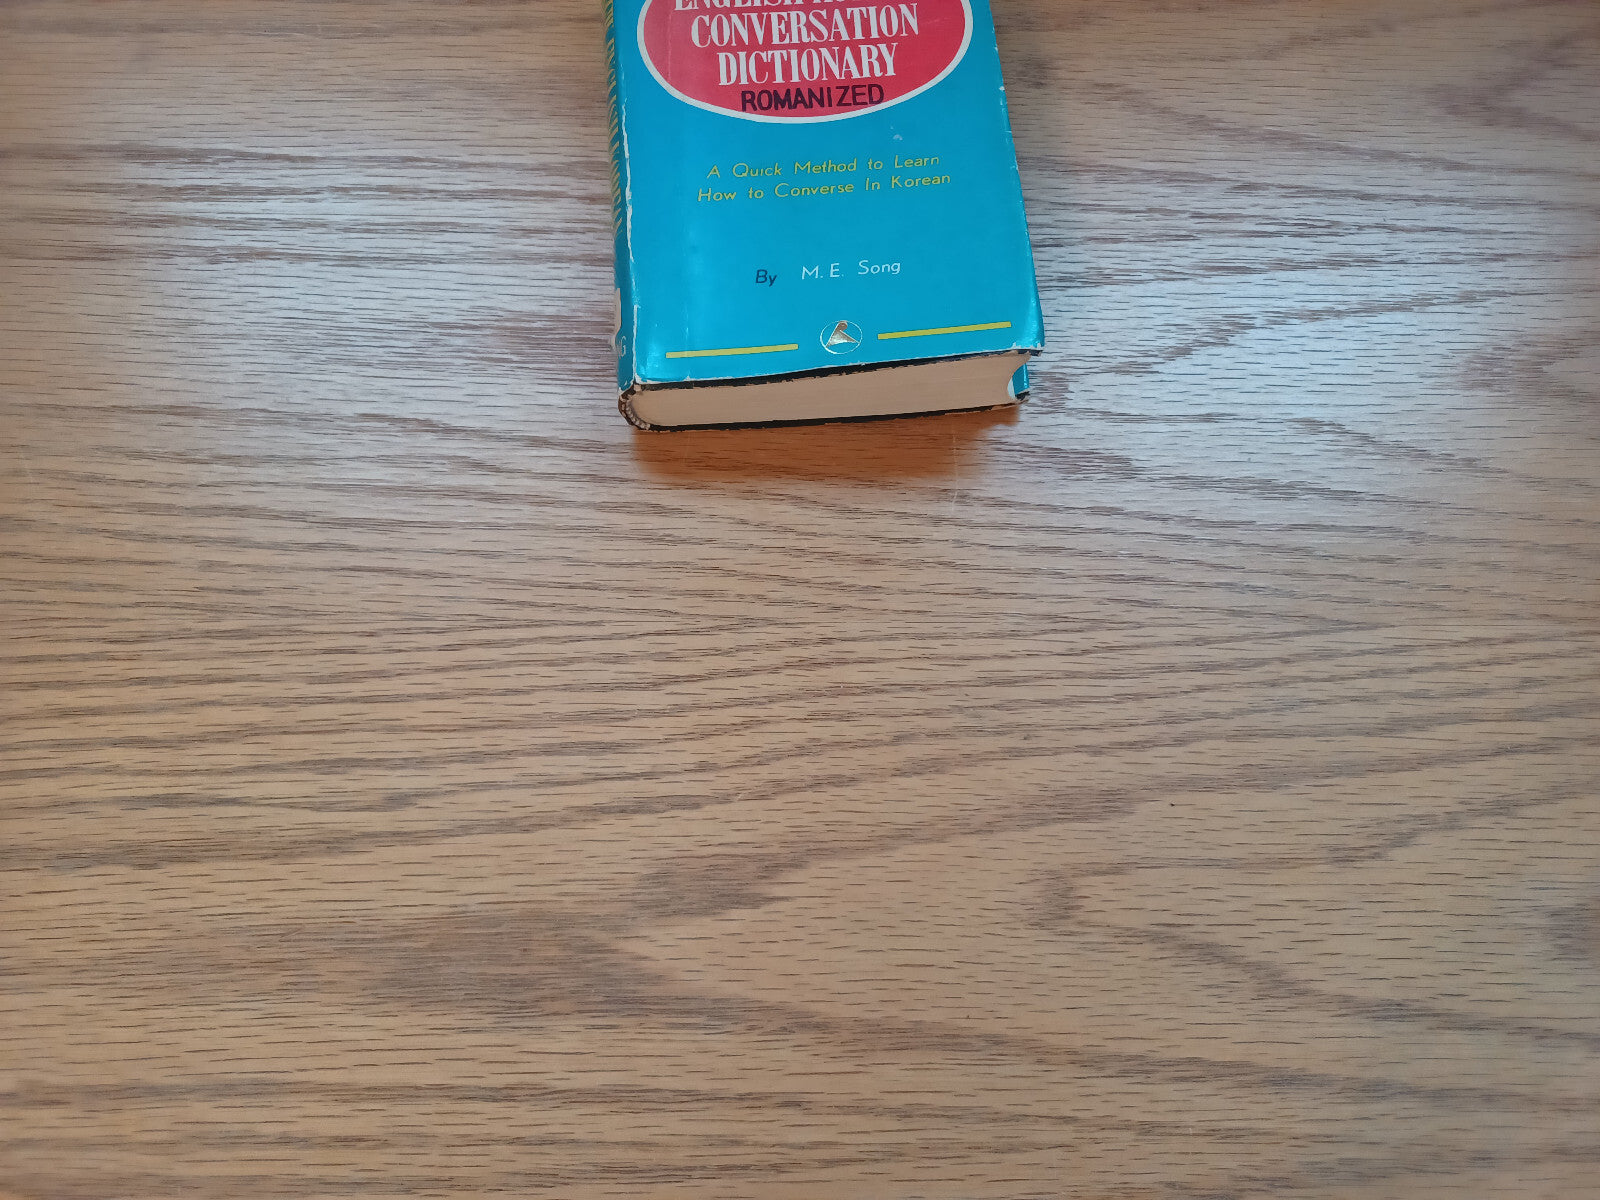 CONVERSATION
DICTIONARY
ROMANIZED
A Quick Method to Learn
How to Converse In Korean
By M. E. Song